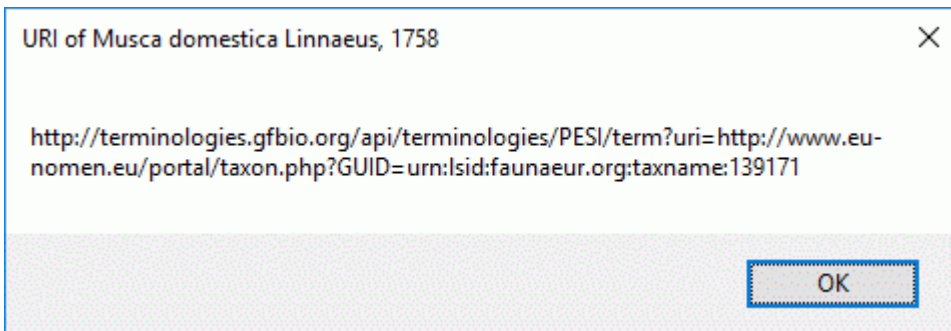 URI of Musca domestica Linnaeus, 1758
http://terminologies.gfbio.org/api/terminologies/PESI/term?uri=http://www.eu-
nomen.eu/portal/taxon.php?GUID=urn:lsid:faunaeur.org:taxname:139171
OK